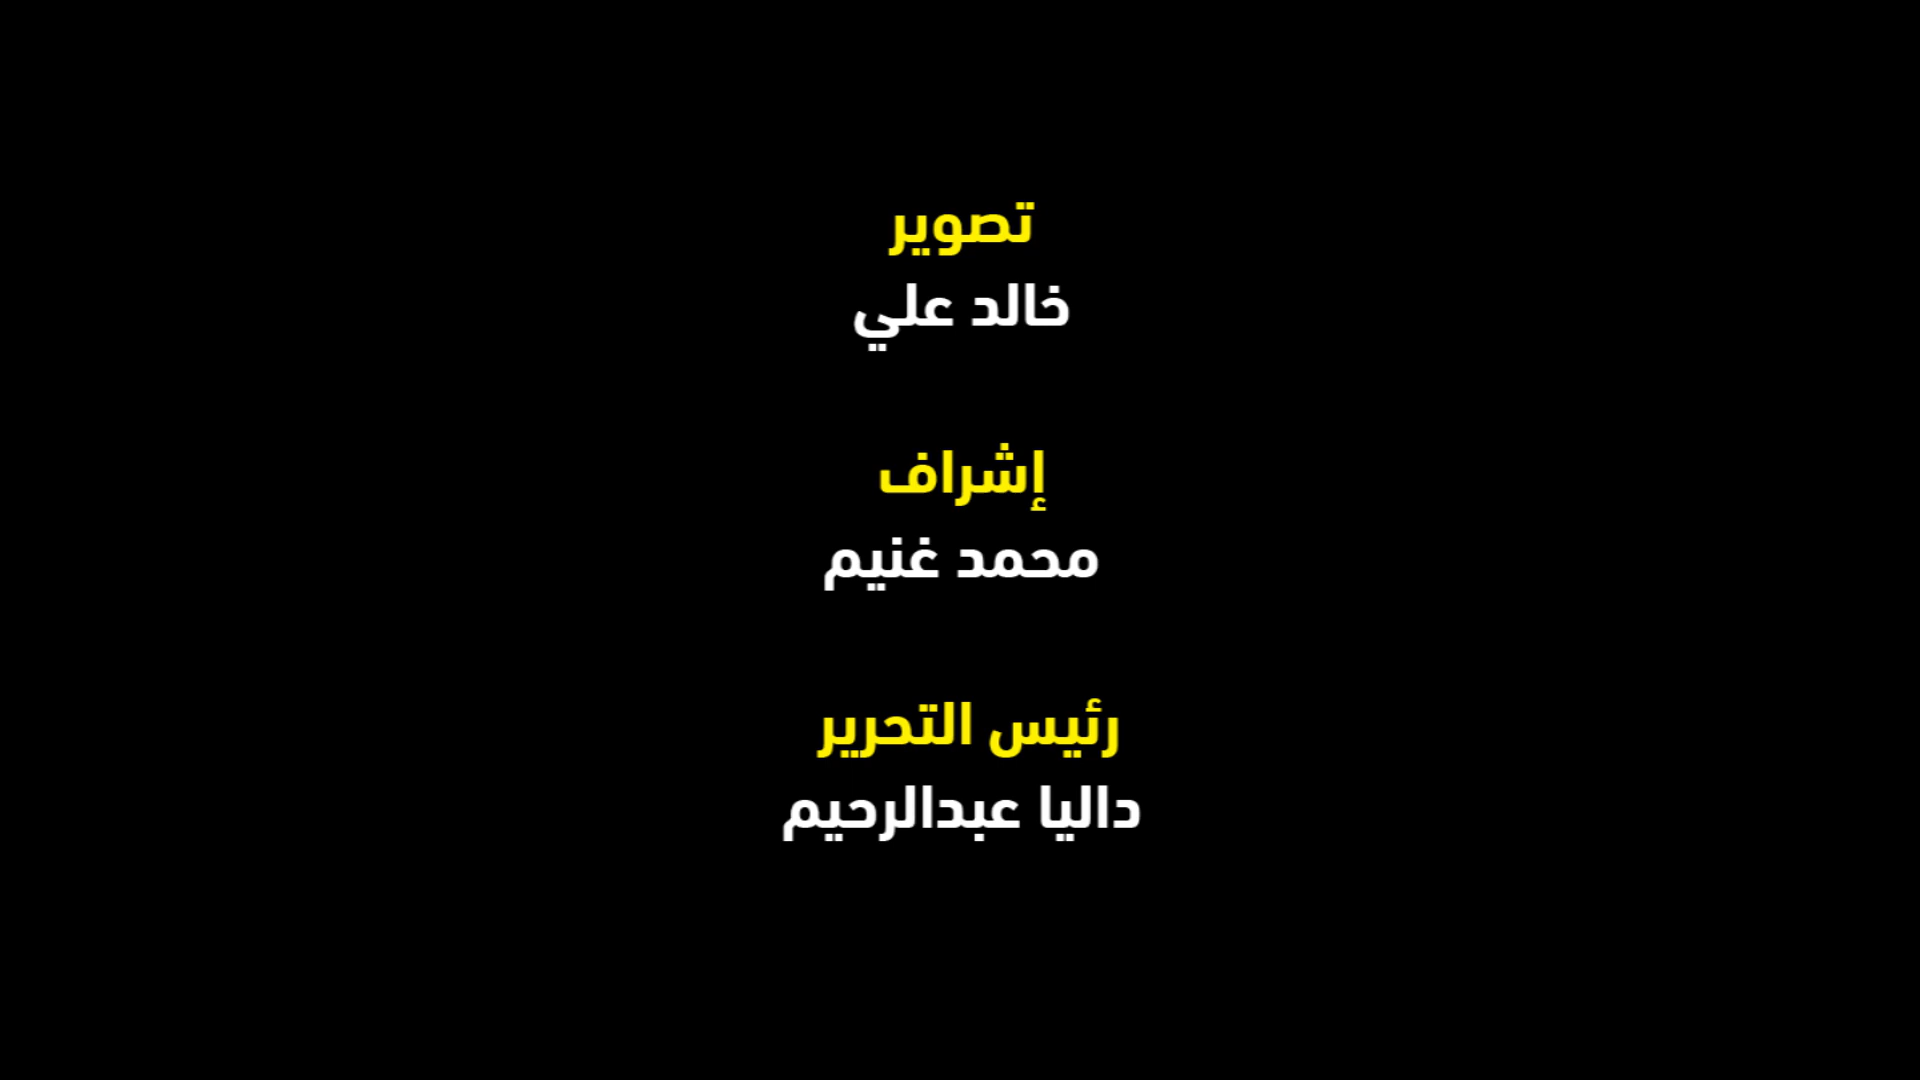 تصوير
خالد علي
إشراف
محمد غنيم
رئيس التحرير
داليا عبدالرحيم